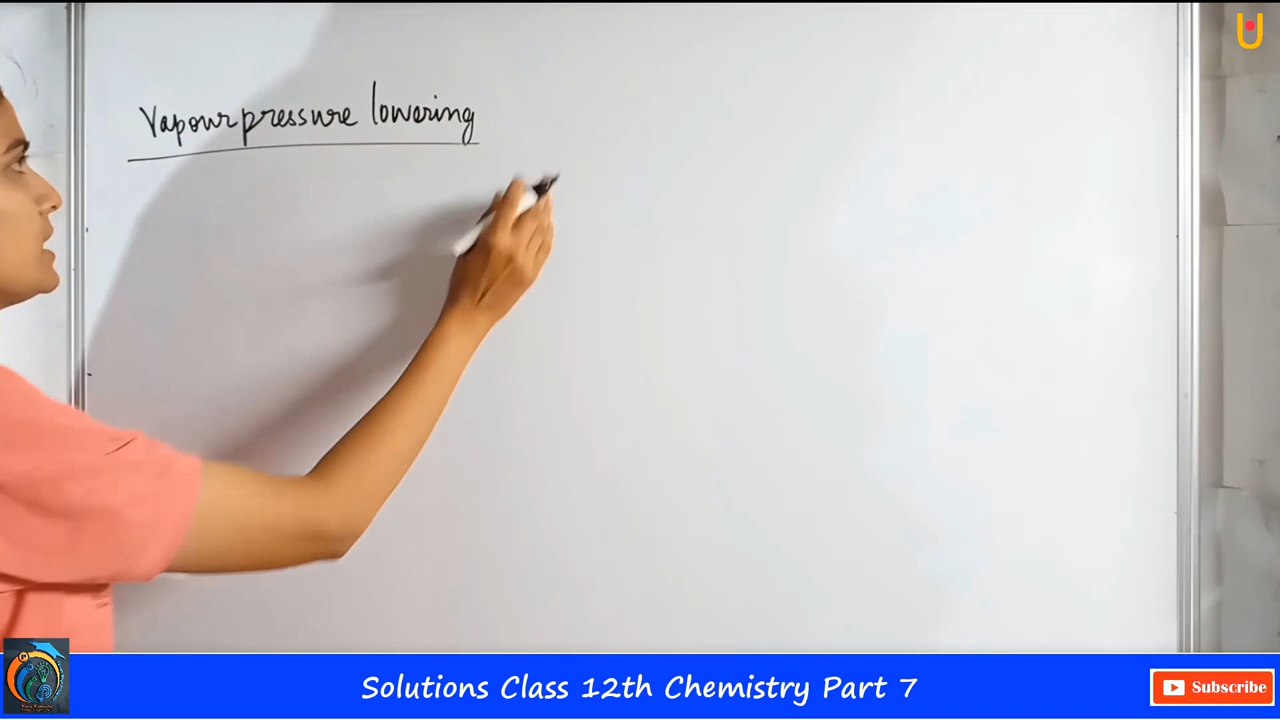 Vapour pressure lowering
Solutions Class 12th Chemistry Part 7
Subscribe